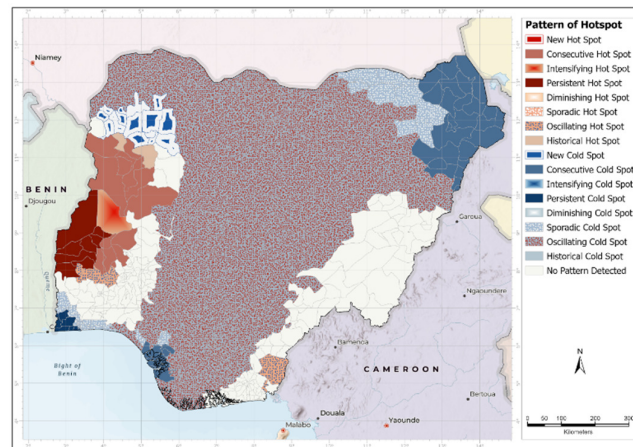 Pattern of Hotspot
New Hot Spot
Consecutive Hot Spot
Intensifying Hot Spot
Persistent Hot Spot
Diminishing Hot Spot
Sporadic Hot Spot
Oscillating Hot Spot
Historical Hot Spot
New Cold Spot
Consecutive Cold Spot
Intensifying Cold Spot
Persistent Cold Spot
Diminishing Cold Spot
Sporadic Cold Spot
Oscillating Cold Spot
Historical Cold Spot
No Pattern Detected
Niamey
BENIN
Djougou
Garoua
Ngaoundere
Bight of
Benin
Bamenda
CAMEROON
Bertoua
Douala
Malabo
Yaounde
N
0 50 100 200 300
Kilometers